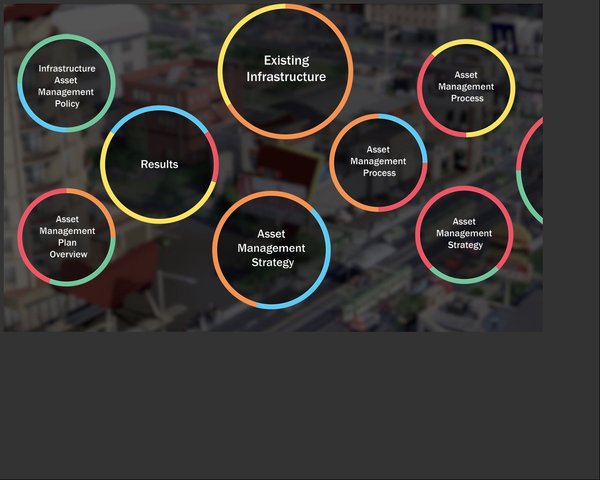 Infrastructure
Asset
Management
Policy
Existing
Infrastructure
Asset
Management
Process
Results
Asset
Management
Process
Asset
Management
Plan
Overview
Asset
Management
Strategy
Asset
Management
Strategy